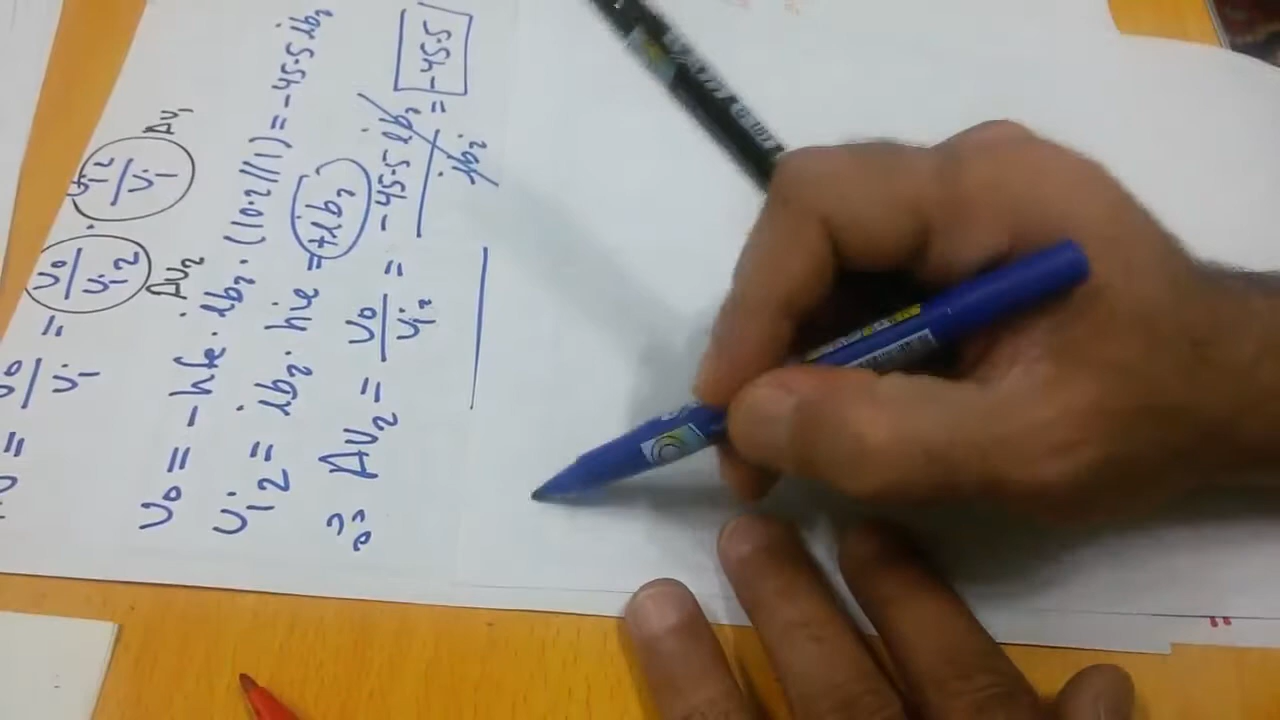 Av = Vo/Vi = Vo/Vi2 · Vi2/Vi
Av2 Av1
Vo = -hfe · ib2 · (10.2//1) = -45.5 ib2
Vi2 = ib2 · hie = +ib2
∴ Av2 = Vo/Vi2 = -45.5 ib2/ib2 = -45.5